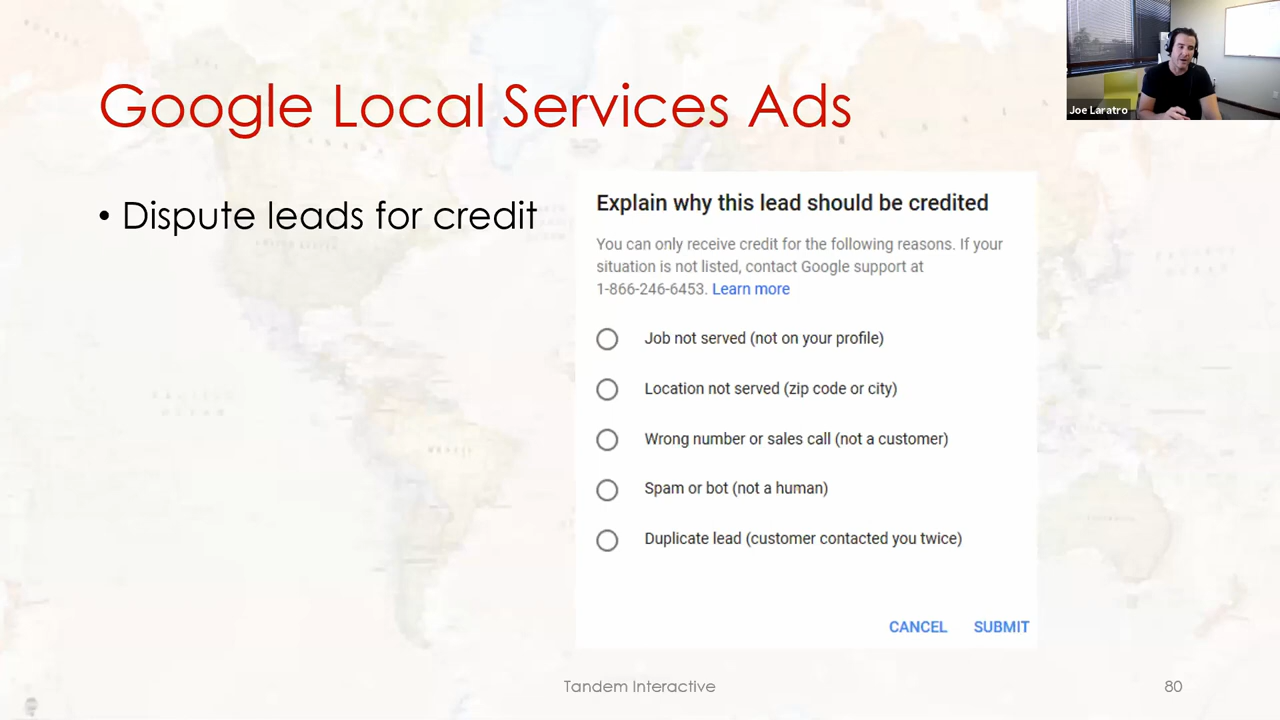 Google Local Services Ads
Joe Laratro
• Dispute leads for credit
Explain why this lead should be credited
You can only receive credit for the following reasons. If your
situation is not listed, contact Google support at
1-866-246-6453. Learn more
Job not served (not on your profile)
Location not served (zip code or city)
Wrong number or sales call (not a customer)
Spam or bot (not a human)
Duplicate lead (customer contacted you twice)
CANCEL SUBMIT
Tandem Interactive
80